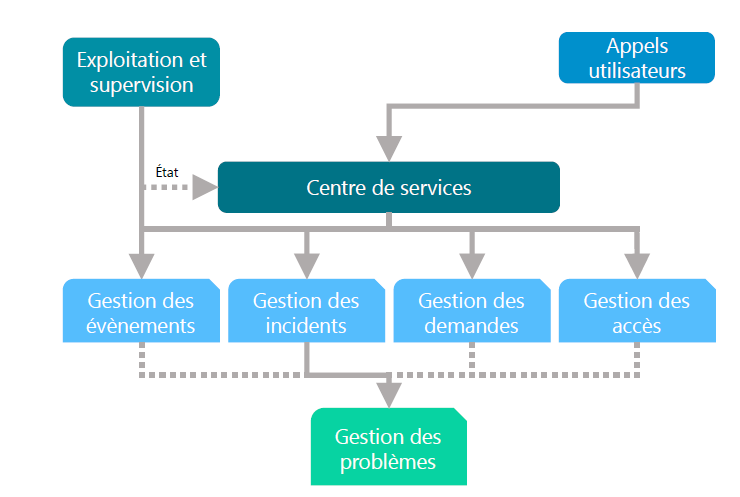 Exploitation et
supervision
Appels
utilisateurs
État
Centre de services
Gestion des
évènements
Gestion des
incidents
Gestion des
demandes
Gestion des
accès
Gestion des
problèmes